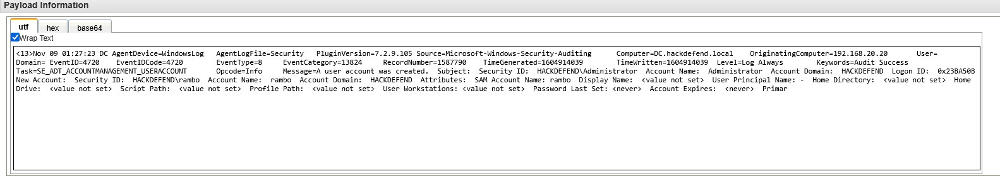 Payload Information
utf hex base64
Wrap Text
<13>Nov 09 01:27:23 DC AgentDevice=WindowsLog AgentLogFile=Security PluginVersion=7.2.9.105 Source=Microsoft-Windows-Security-Auditing Computer=DC.hackdefend.local OriginatingComputer=192.168.20.20 User=
Domain= EventID=4720 EventIDCode=4720 EventType=8 EventCategory=13824 RecordNumber=1587790 TimeGenerated=1604914039 TimeWritten=1604914039 Level=Log Always Keywords=Audit Success
Task=SE_ADT_ACCOUNTMANAGEMENT_USERACCOUNT Opcode=Info Message=A user account was created. Subject: Security ID: HACKDEFEND\Administrator Account Name: Administrator Account Domain: HACKDEFEND Logon ID: 0x23BA50B
New Account: Security ID: HACKDEFEND\rambo Account Name: rambo Account Domain: HACKDEFEND Attributes: SAM Account Name: rambo Display Name: <value not set> User Principal Name: - Home Directory: <value not set> Home
Drive: <value not set> Script Path: <value not set> Profile Path: <value not set> User Workstations: <value not set> Password Last Set: <never> Account Expires: <never> Primar